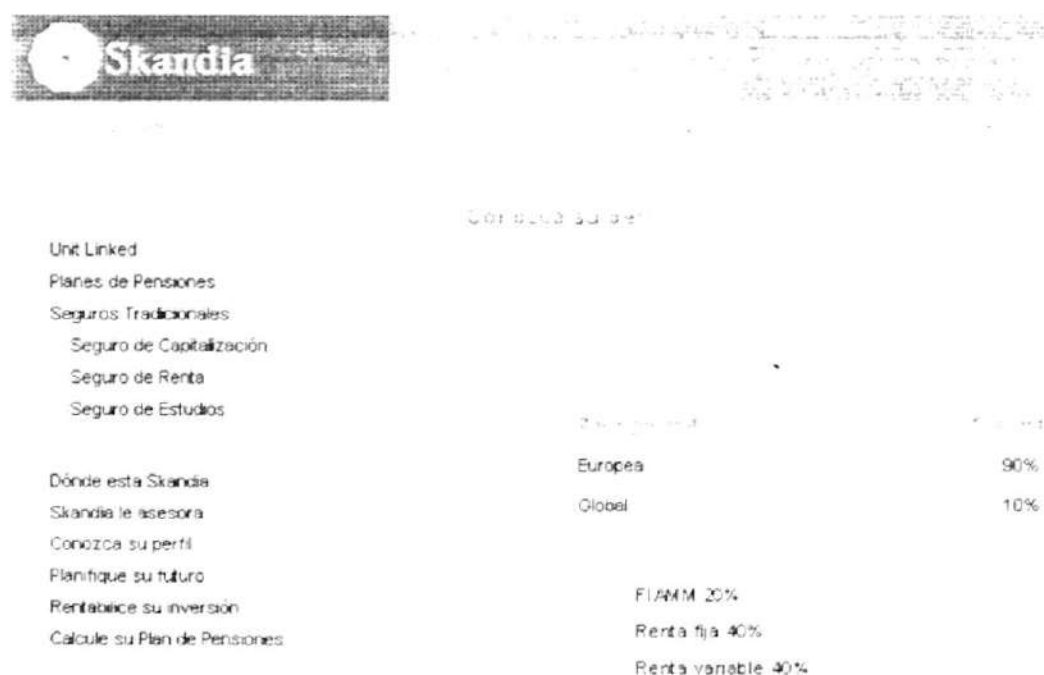 Skandia
Unit Linked
Planes de Pensiones
Seguros Tradicionales
Seguro de Capitalización
Seguro de Renta
Seguro de Estudios
Dónde esta Skandia
Skandia le asesora
Conozca su perfil
Planifique su futuro
Rentabilice su inversión
Calcule su Plan de Pensiones
Conozca su
Europea 90%
Global 10%
FIAMM 20%
Renta fija 40%
Renta variable 40%